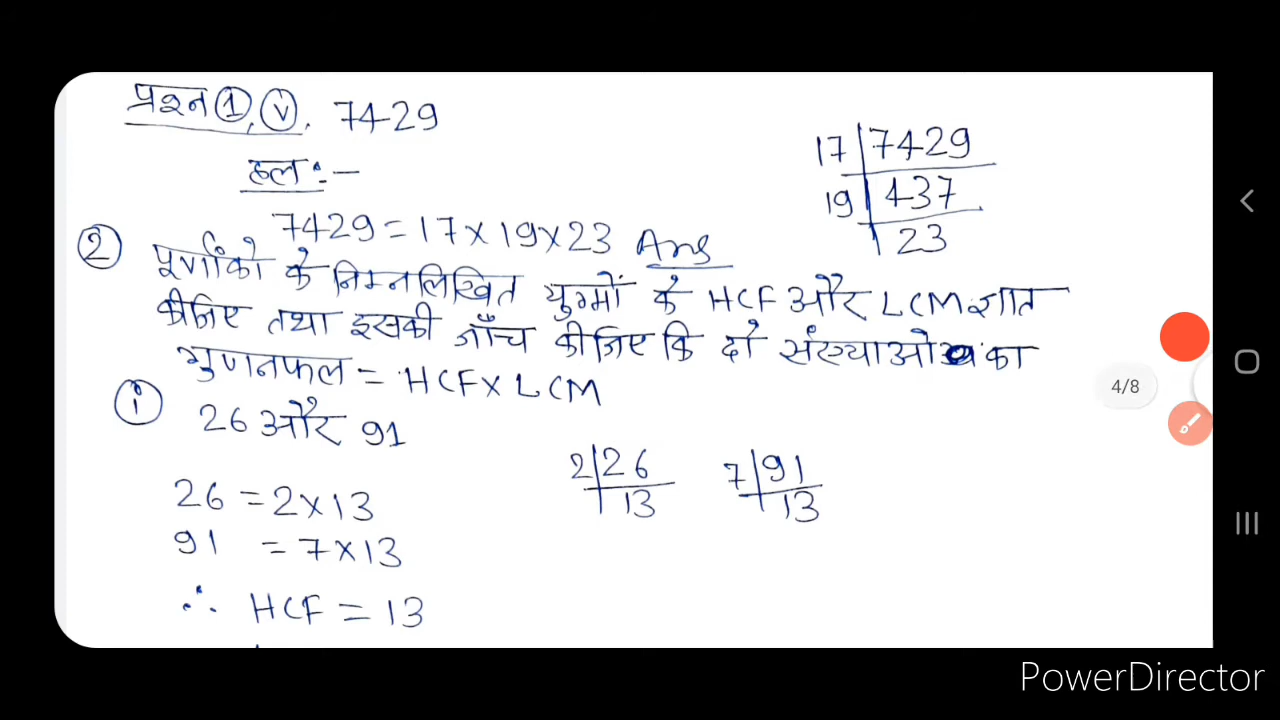 प्रश्न ① , Ⓥ. 7429
हल :-
17 7429
19 437
23
7429 = 17 × 19 × 23 Ans
② पूर्णांको के निम्नलिखित युग्मों के HCF और LCM ज्ञात
कीजिए तथा इसकी जाँच कीजिए कि दो संख्याओ का
गुणनफल = HCF × LCM
ⓘ 26 और 91
2 26
13
7 91
13
26 = 2 × 13
91 = 7 × 13
∴ HCF = 13
4/8
PowerDirector